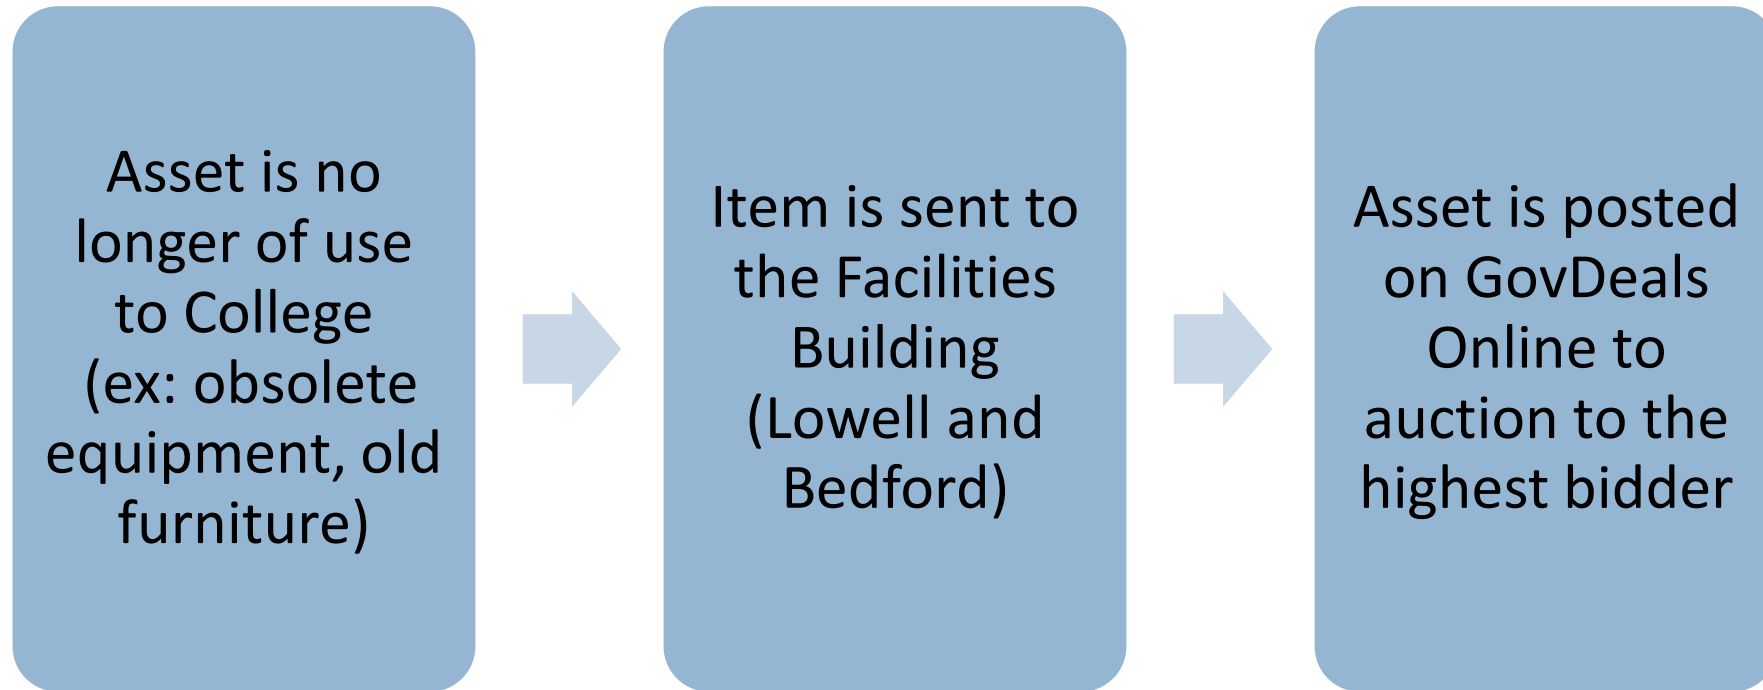 Asset is no
longer of use
to College
(ex: obsolete
equipment, old
furniture)
Item is sent to
the Facilities
Building
(Lowell and
Bedford)
Asset is posted
on GovDeals
Online to
auction to the
highest bidder